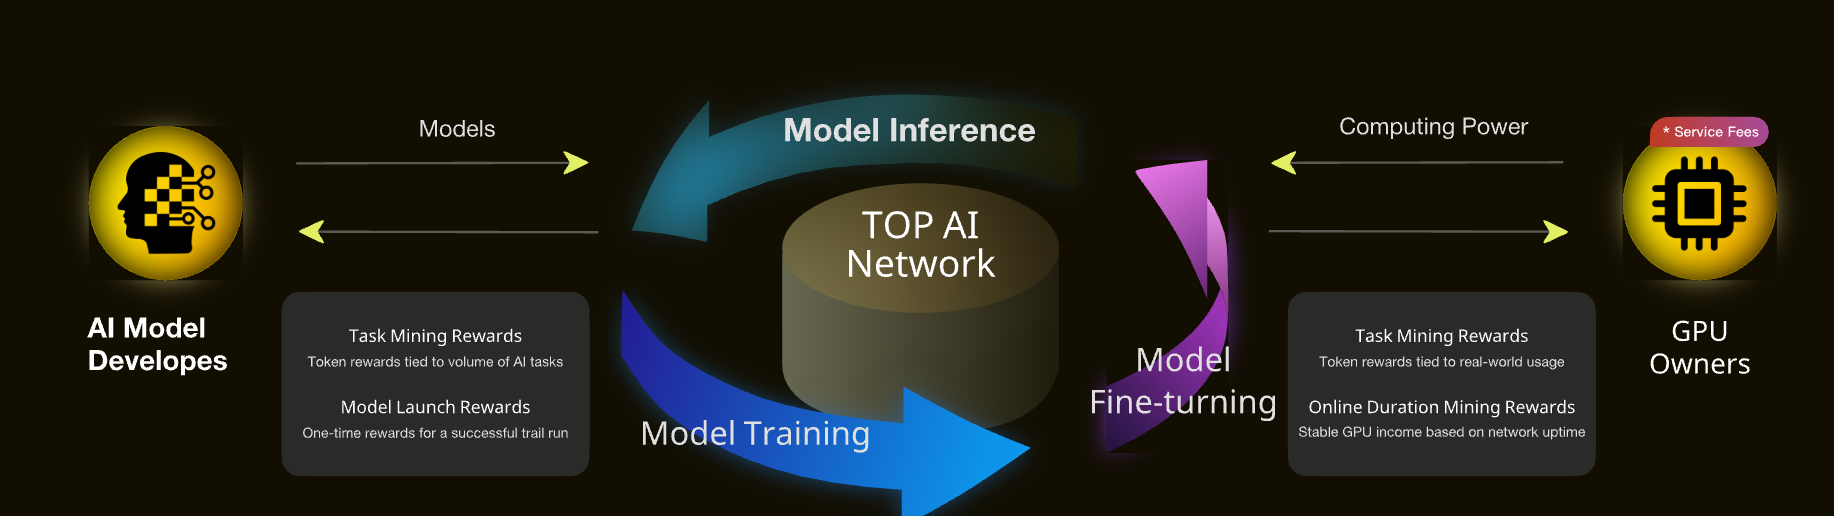 Models
Model Inference
Computing Power
* Service Fees
TOP AI
Network
AI Model
Developes
Task Mining Rewards
Token rewards tied to volume of AI tasks
Model Launch Rewards
One-time rewards for a successful trail run
Model Training
Model
Fine-turning
Task Mining Rewards
Token rewards tied to real-world usage
Online Duration Mining Rewards
Stable GPU income based on network uptime
GPU
Owners